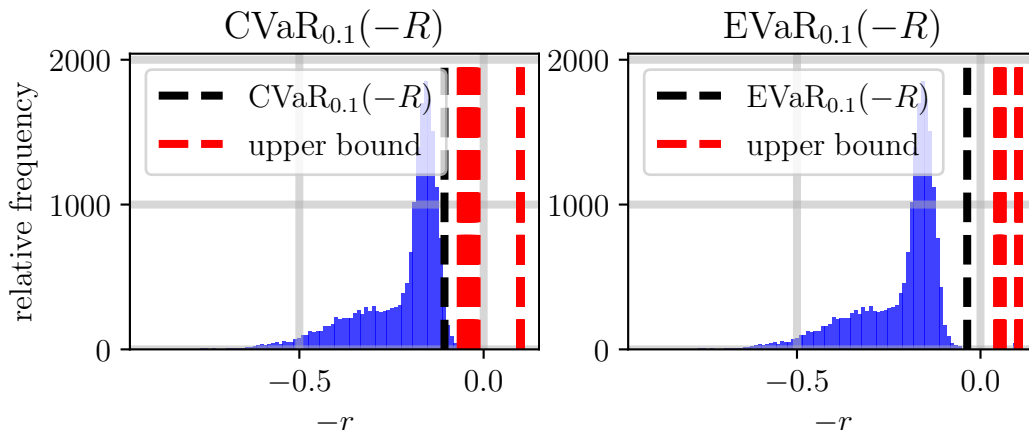 CVaR₀.₁(−R)
relative frequency
2000
1000
0
CVaR₀.₁(−R)
upper bound
−0.5
0.0
−r
EVaR₀.₁(−R)
2000
1000
0
EVaR₀.₁(−R)
upper bound
−0.5
0.0
−r